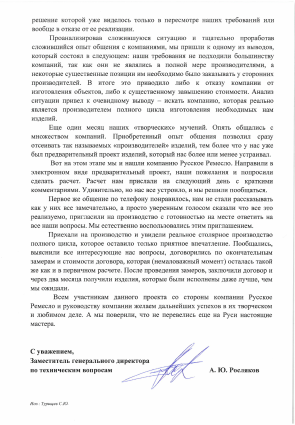 решение которой уже виделось только в пересмотре наших требований или
вообще в отказе от ее реализации.
Проанализировав сложившуюся ситуацию и тщательно проработав
сложившийся опыт общения с компаниями, мы пришли к одному из выводов,
который состоял в следующем: наши требования не подходили большинству
компаний, так как они не являлись в полной мере производителями, а
некоторые существенные позиции им необходимо было заказывать у сторонних
производителей. В итоге это приводило либо к отказу компании от
изготовления объектов, либо к существенному завышению стоимости. Анализ
ситуации привел к очевидному выводу – искать компанию, которая реально
является производителем полного цикла изготовления необходимых нам
изделий.
Еще один месяц наших «творческих» мучений. Опять общались с
множеством компаний. Приобретенный опыт общения позволил сразу
отсеивать так называемых «производителей» изделий, тем более что у нас уже
был предварительный проект изделий, который нас более или менее устраивал.
Вот на этом этапе мы и нашли компанию Русское Ремесло. Направили в
электронном виде предварительный проект, наши пожелания и попросили
сделать расчет. Расчет нам прислали на следующий день с краткими
комментариями. Удивительно, но нас все устроило, и мы решили пообщаться.
Первое же общение по телефону понравилось, нам не стали рассказывать
как у них все замечательно, а просто уверенным голосом сказали что все это
реализуемо, пригласили на производство с готовностью на месте ответить на
все наши вопросы. Мы естественно воспользовались этим приглашением.
Приехали на производство и увидели реальное столярное производство
полного цикла, которое оставило только приятное впечатление. Пообщались,
выяснили все интересующие нас вопросы, договорились по окончательным
замерам и стоимости договора, которая (немаловажный момент) осталась такой
же как и в первичном расчете. После проведения замеров, заключили договор и
через два месяца получили изделия, которые были исполнены даже лучше, чем
мы ожидали.
Всем участникам данного проекта со стороны компании Русское
Ремесло и руководству компании желаем дальнейших успехов в их творческом
и любимом деле. А мы поверили, что не перевелись еще на Руси настоящие
мастера.
С уважением,
Заместитель генерального директора
по техническим вопросам
А. Ю. Росляков
Исп.: Турищев С.Ю.